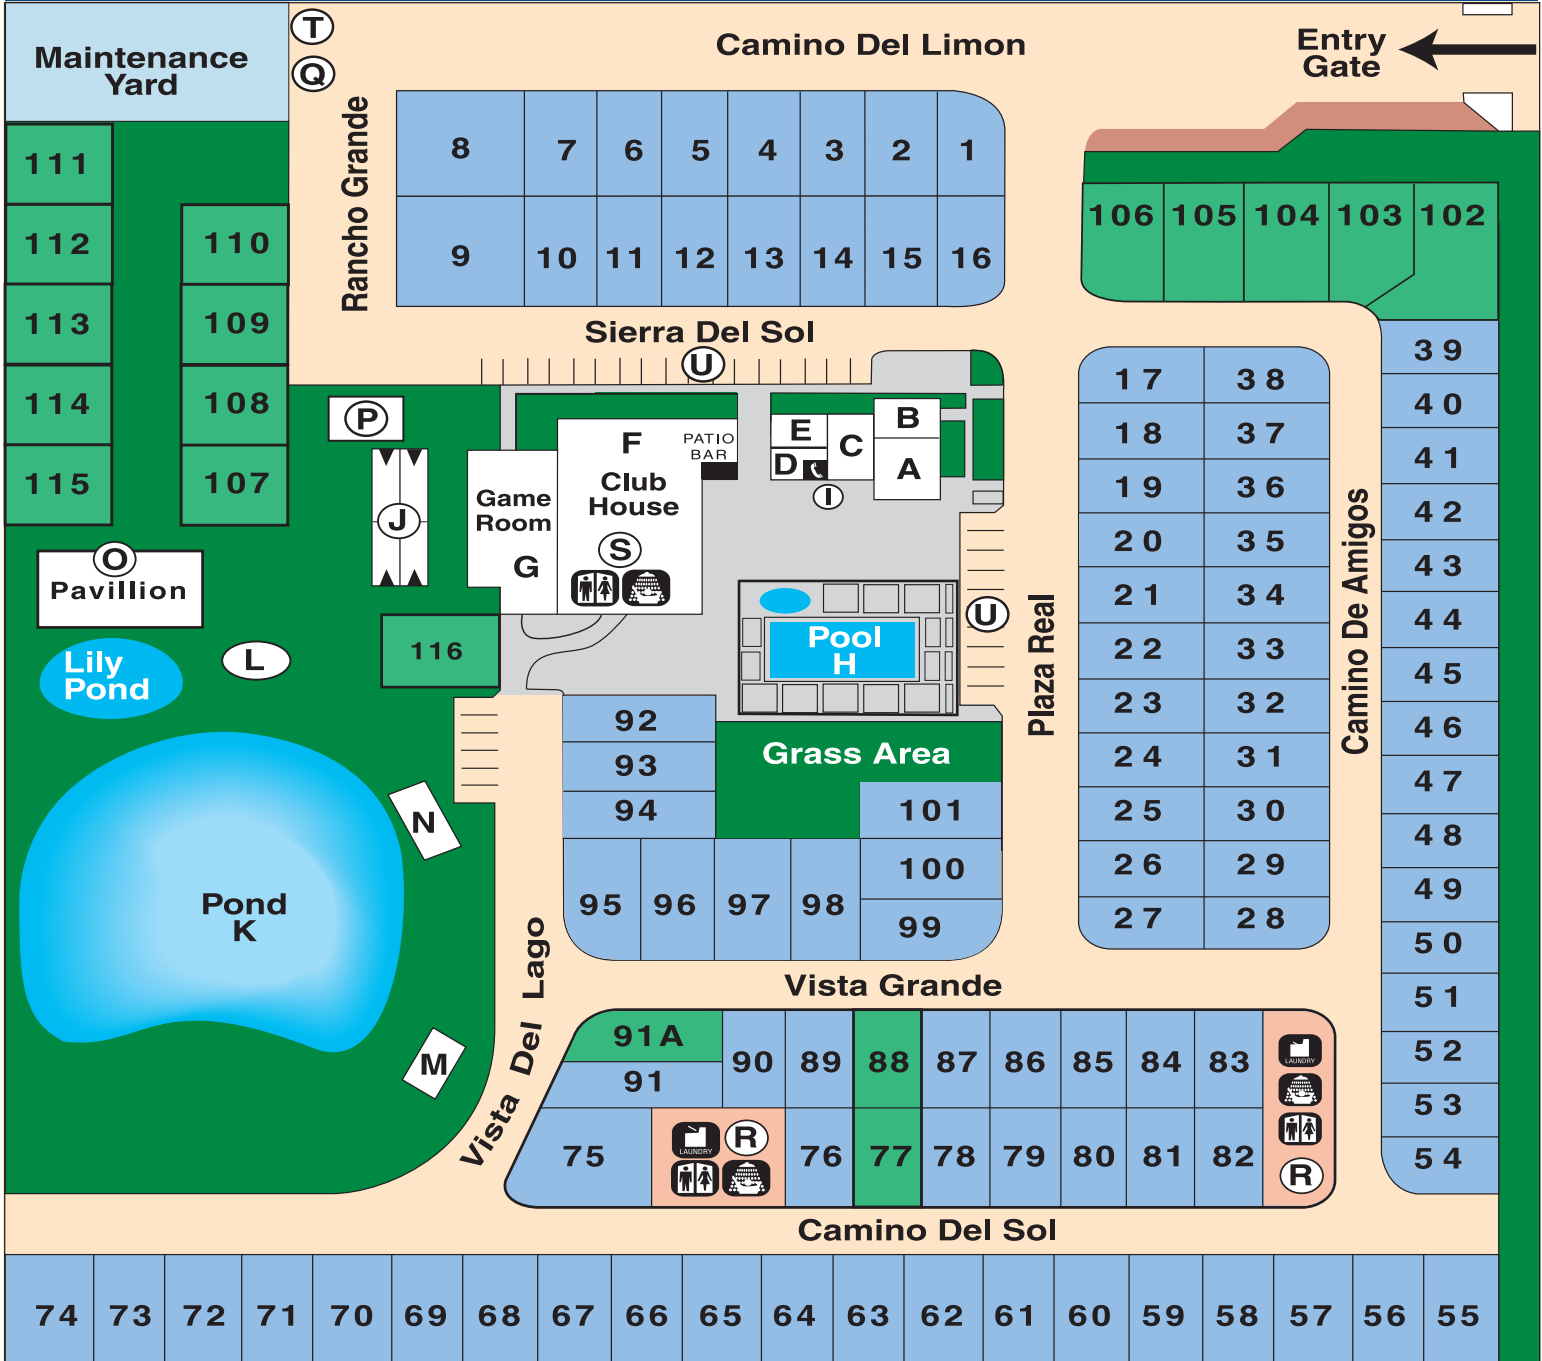 Maintenance
Yard
T
Q
Camino Del Limon
Entry
Gate
Rancho Grande
8 7 6 5 4 3 2 1
9 10 11 12 13 14 15 16
Sierra Del Sol
U
111
112
113
114
115
110
109
108
107
106 105 104 103 102
P
J
O
Pavillion
Lily
Pond
L
116
Game
Room
G
F
Club
House
S
PATIO
BAR
E
D
C
B
A
I
Pool
H
U
Plaza Real
Grass Area
17 38
18 37
19 36
20 35
21 34
22 33
23 32
24 31
25 30
26 29
27 28
Camino De Amigos
39
40
41
42
43
44
45
46
47
48
49
50
51
52
53
54
92
93
94
95 96 97 98
101
100
99
Pond
K
N
M
Vista Del Lago
Vista Grande
91A
91
90 89 88 87 86 85 84 83
75
LAUNDRY
R
76 77 78 79 80 81 82
LAUNDRY
R
Camino Del Sol
74 73 72 71 70 69 68 67 66 65 64 63 62 61 60 59 58 57 56 55